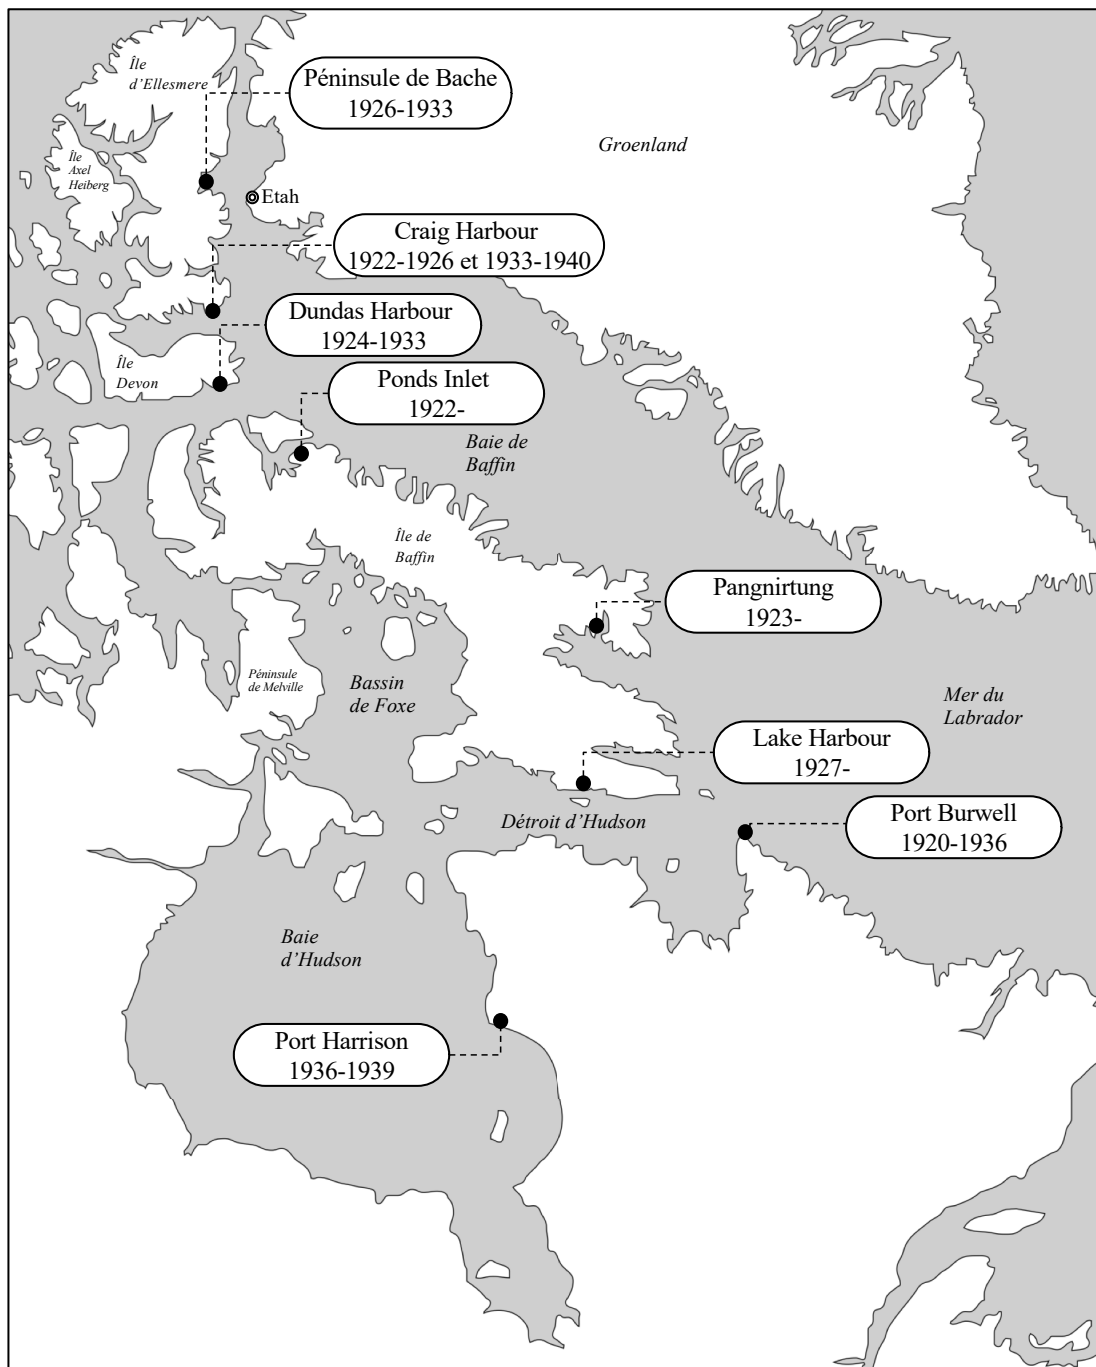 Île
d'Ellesmere
Péninsule de Bache
1926-1933
Groenland
Île
Axel
Heiberg
Etah
Craig Harbour
1922-1926 et 1933-1940
Dundas Harbour
1924-1933
Île
Devon
Ponds Inlet
1922-
Baie de
Baffin
Île de
Baffin
Pangnirtung
1923-
Péninsule
de Melville
Bassin
de Foxe
Mer du
Labrador
Lake Harbour
1927-
Détroit d'Hudson
Port Burwell
1920-1936
Baie
d'Hudson
Port Harrison
1936-1939